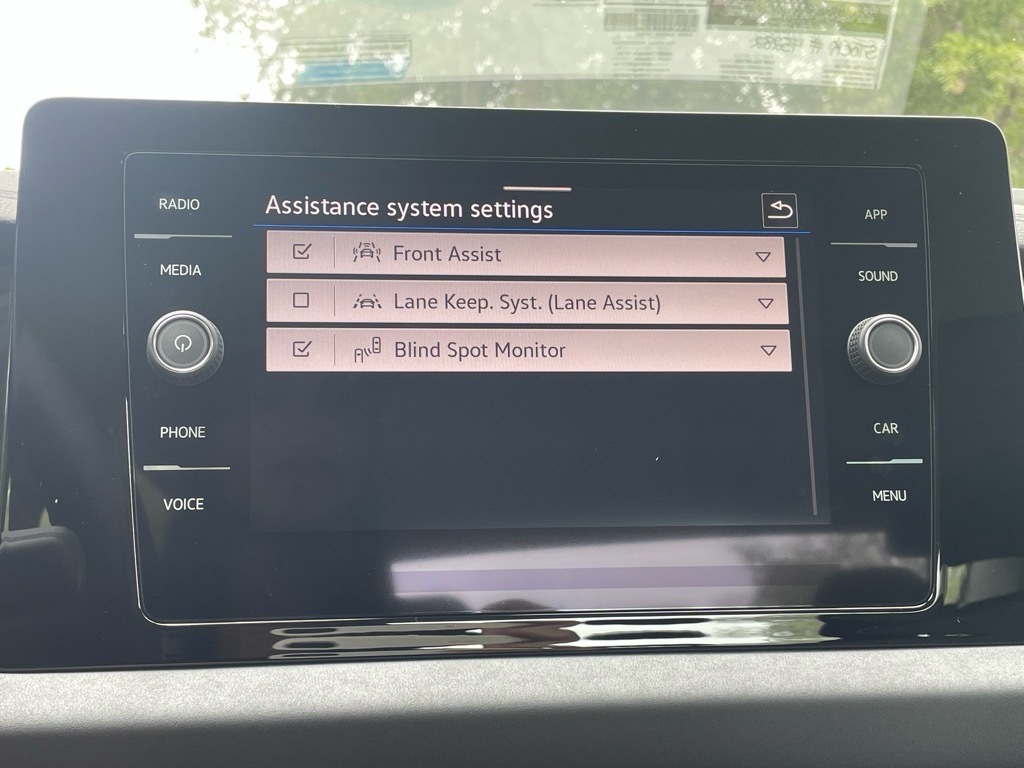 STOCK #
RADIO
MEDIA
PHONE
VOICE
Assistance system settings
Front Assist
Lane Keep. Syst. (Lane Assist)
Blind Spot Monitor
APP
SOUND
CAR
MENU